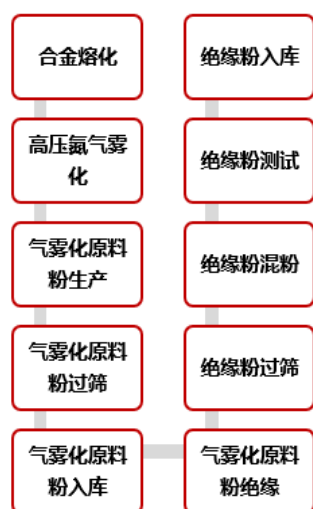 合金熔化
高压氮气雾
化
气雾化原料
粉生产
气雾化原料
粉过筛
气雾化原料
粉入库
气雾化原料
粉绝缘
绝缘粉过筛
绝缘粉混粉
绝缘粉测试
绝缘粉入库